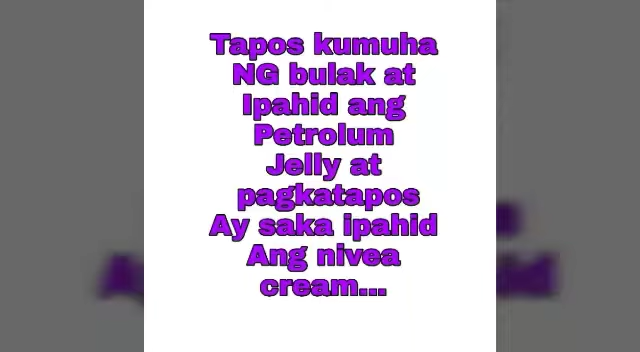 Tapos kumuha
NG bulak at
Ipahid ang
Petrolum
Jelly at
pagkatapos
Ay saka ipahid
Ang nivea
cream...